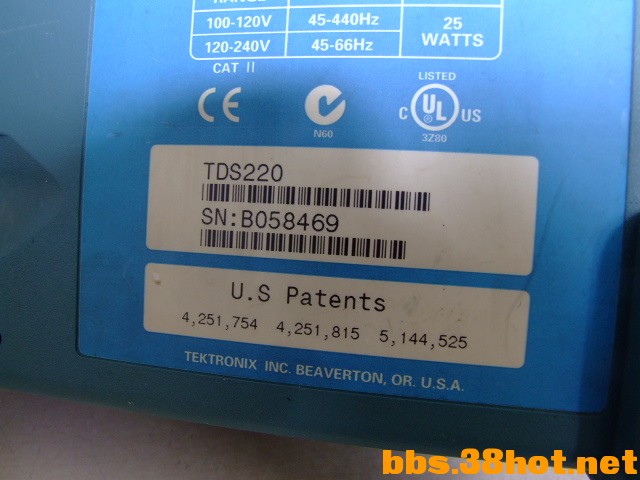 RANGE
100-120V 45-440Hz 25
120-240V 45-66Hz WATTS
CAT II
LISTED
CE N60 C UL US
3Z80
TDS220
SN:B058469
U.S Patents
4,251,754 4,251,815 5,144,525
TEKTRONIX INC. BEAVERTON, OR. U.S.A.
bbs.38hot.net